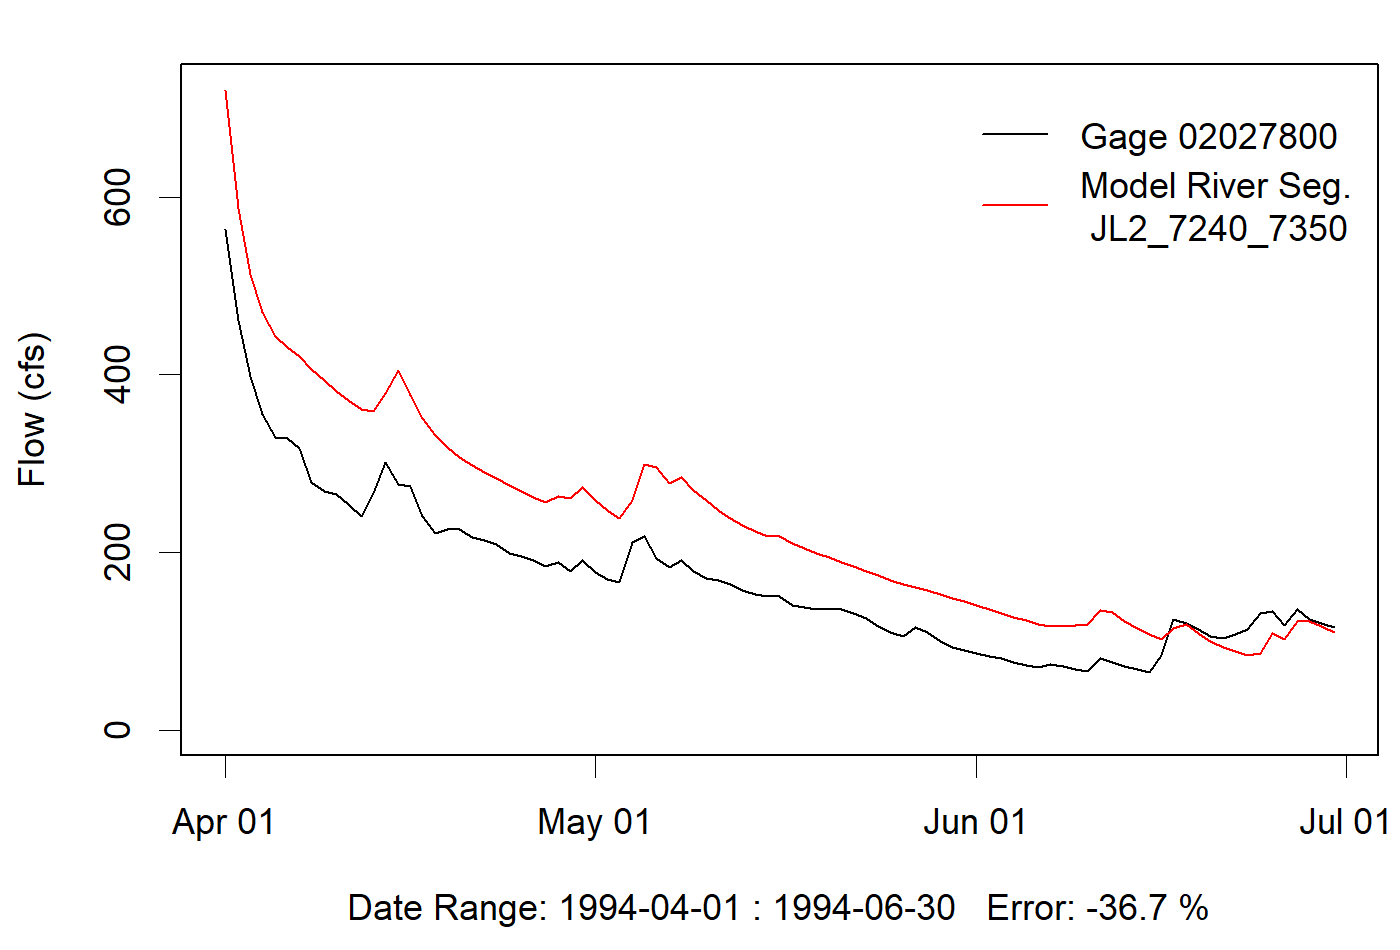 Gage 02027800
Model River Seg.
JL2_7240_7350
Flow (cfs)
600
400
200
0
Apr 01
May 01
Jun 01
Jul 01
Date Range: 1994-04-01 : 1994-06-30 Error: -36.7 %